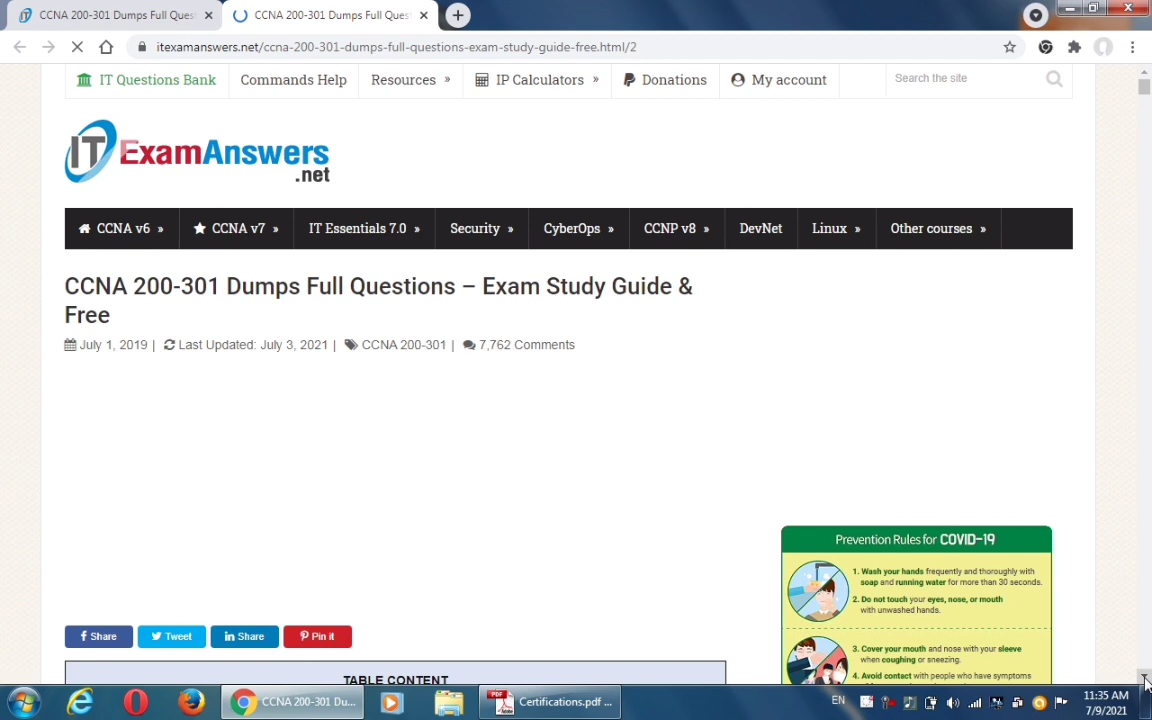 CCNA 200-301 Dumps Full Ques
CCNA 200-301 Dumps Full Ques
itexamanswers.net/ccna-200-301-dumps-full-questions-exam-study-guide-free.html/2
IT Questions Bank Commands Help Resources » IP Calculators » Donations My account Search the site
IT ExamAnswers
.net
CCNA v6 » CCNA v7 » IT Essentials 7.0 » Security » CyberOps » CCNP v8 » DevNet Linux » Other courses »
CCNA 200-301 Dumps Full Questions – Exam Study Guide &
Free
July 1, 2019 | Last Updated: July 3, 2021 | CCNA 200-301 | 7,762 Comments
Prevention Rules for COVID-19
1. Wash your hands frequently and thoroughly with
soap and running water for more than 30 seconds.
2. Do not touch your eyes, nose, or mouth
with unwashed hands.
Share Tweet Share Pin it
3. Cover your mouth and nose with your sleeve
when coughing or sneezing.
4. Avoid contact with people who have symptoms
TABLE CONTENT
CCNA 200-301 Du...
PDF
Certifications.pdf ...
EN
11:35 AM
7/9/2021